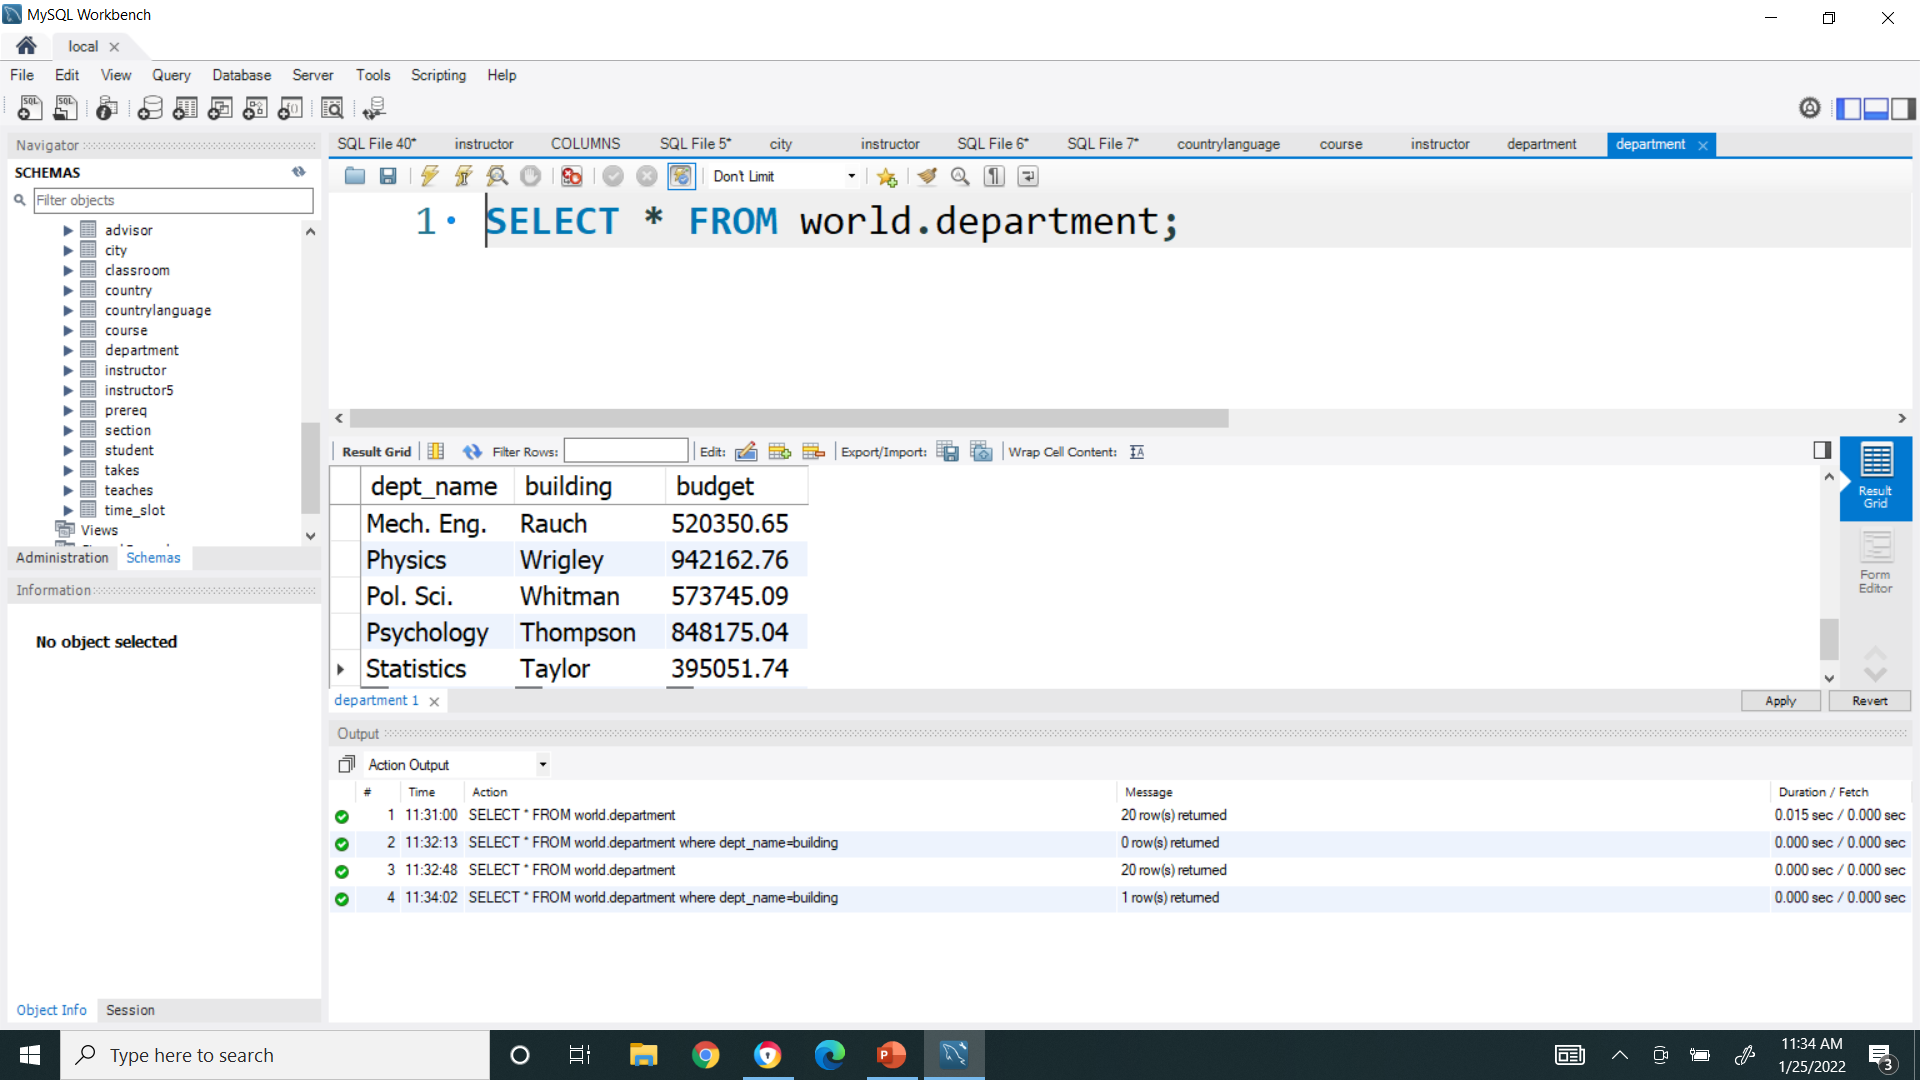 MySQL Workbench
local
File Edit View Query Database Server Tools Scripting Help
Navigator
SCHEMAS
Filter objects
advisor
city
classroom
country
countrylanguage
course
department
instructor
instructor5
prereq
section
student
takes
teaches
time_slot
Views
Administration Schemas
Information
No object selected
Object Info Session
SQL File 40* instructor COLUMNS SQL File 5* city instructor SQL File 6* SQL File 7* countrylanguage course instructor department department
Don't Limit
1 SELECT * FROM world.department;
Result Grid Filter Rows: Edit: Export/Import: Wrap Cell Content:
dept_name building budget
Mech. Eng. Rauch 520350.65
Physics Wrigley 942162.76
Pol. Sci. Whitman 573745.09
Psychology Thompson 848175.04
Statistics Taylor 395051.74
Result
Grid
Form
Editor
department 1 Apply Revert
Output
Action Output
# Time Action Message Duration / Fetch
1 11:31:00 SELECT * FROM world.department 20 row(s) returned 0.015 sec / 0.000 sec
2 11:32:13 SELECT * FROM world.department where dept_name=building 0 row(s) returned 0.000 sec / 0.000 sec
3 11:32:48 SELECT * FROM world.department 20 row(s) returned 0.000 sec / 0.000 sec
4 11:34:02 SELECT * FROM world.department where dept_name=building 1 row(s) returned 0.000 sec / 0.000 sec
Type here to search
11:34 AM
1/25/2022
3